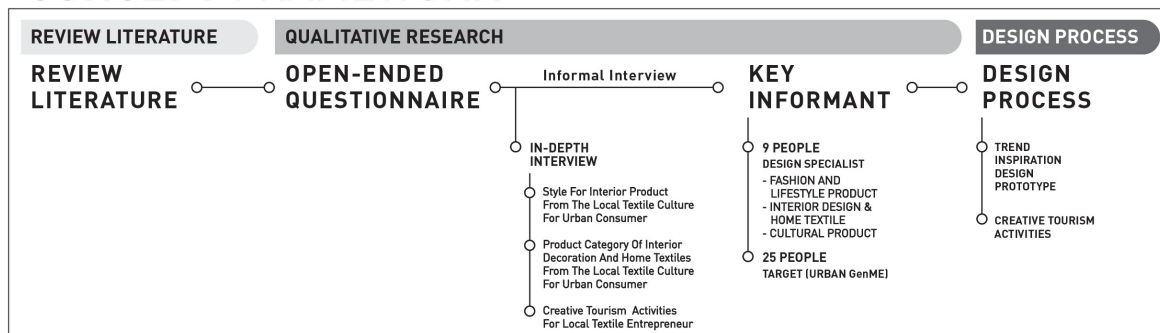 REVIEW LITERATURE
QUALITATIVE RESEARCH
DESIGN PROCESS
REVIEW
LITERATURE
OPEN-ENDED
QUESTIONNAIRE
Informal Interview
KEY
INFORMANT
DESIGN
PROCESS
IN-DEPTH
INTERVIEW
Style For Interior Product
From The Local Textile Culture
For Urban Consumer
Product Category Of Interior
Decoration And Home Textiles
From The Local Textile Culture
For Urban Consumer
Creative Tourism Activities
For Local Textile Entrepreneur
9 PEOPLE
DESIGN SPECIALIST
- FASHION AND
LIFESTYLE PRODUCT
- INTERIOR DESIGN &
HOME TEXTILE
- CULTURAL PRODUCT
25 PEOPLE
TARGET (URBAN GenME)
TREND
INSPIRATION
DESIGN
PROTOTYPE
CREATIVE TOURISM
ACTIVITIES